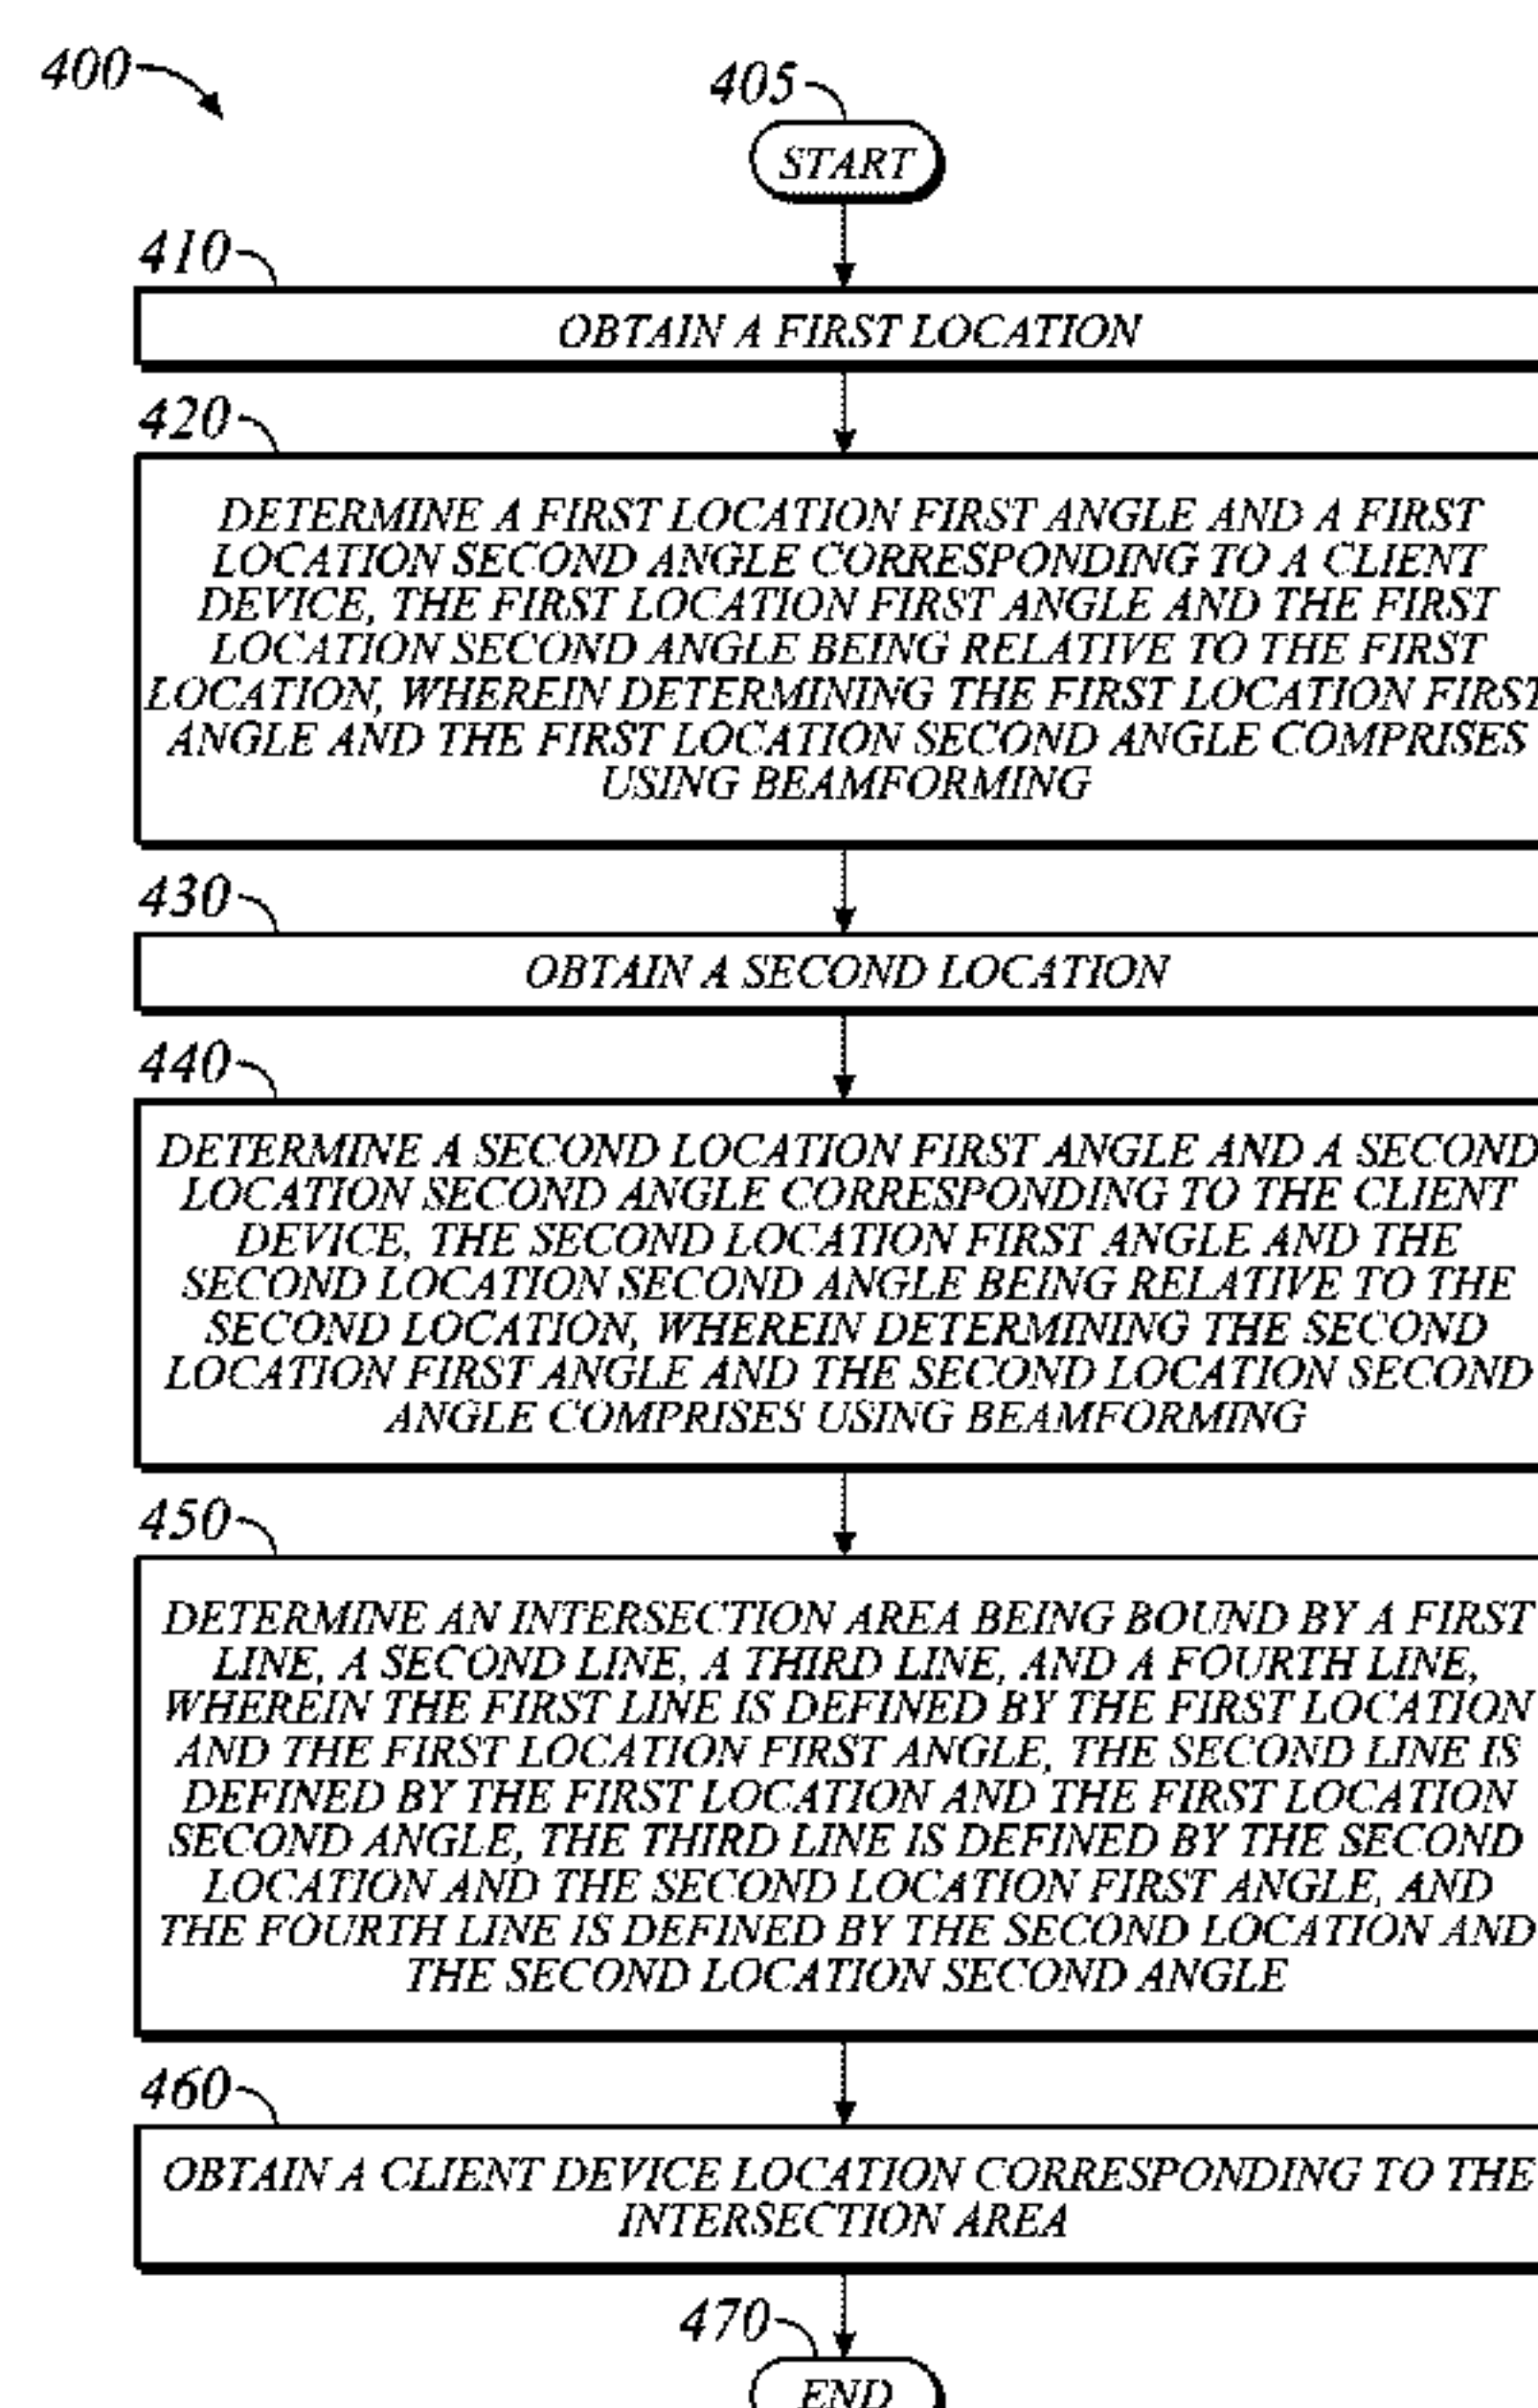 400
405
START
410
OBTAIN A FIRST LOCATION
420
DETERMINE A FIRST LOCATION FIRST ANGLE AND A FIRST
LOCATION SECOND ANGLE CORRESPONDING TO A CLIENT
DEVICE, THE FIRST LOCATION FIRST ANGLE AND THE FIRST
LOCATION SECOND ANGLE BEING RELATIVE TO THE FIRST
LOCATION, WHEREIN DETERMINING THE FIRST LOCATION FIRST
ANGLE AND THE FIRST LOCATION SECOND ANGLE COMPRISES
USING BEAMFORMING
430
OBTAIN A SECOND LOCATION
440
DETERMINE A SECOND LOCATION FIRST ANGLE AND A SECOND
LOCATION SECOND ANGLE CORRESPONDING TO THE CLIENT
DEVICE, THE SECOND LOCATION FIRST ANGLE AND THE
SECOND LOCATION SECOND ANGLE BEING RELATIVE TO THE
SECOND LOCATION, WHEREIN DETERMINING THE SECOND
LOCATION FIRST ANGLE AND THE SECOND LOCATION SECOND
ANGLE COMPRISES USING BEAMFORMING
450
DETERMINE AN INTERSECTION AREA BEING BOUND BY A FIRST
LINE, A SECOND LINE, A THIRD LINE, AND A FOURTH LINE,
WHEREIN THE FIRST LINE IS DEFINED BY THE FIRST LOCATION
AND THE FIRST LOCATION FIRST ANGLE, THE SECOND LINE IS
DEFINED BY THE FIRST LOCATION AND THE FIRST LOCATION
SECOND ANGLE, THE THIRD LINE IS DEFINED BY THE SECOND
LOCATION AND THE SECOND LOCATION FIRST ANGLE, AND
THE FOURTH LINE IS DEFINED BY THE SECOND LOCATION AND
THE SECOND LOCATION SECOND ANGLE
460
OBTAIN A CLIENT DEVICE LOCATION CORRESPONDING TO THE
INTERSECTION AREA
470
END